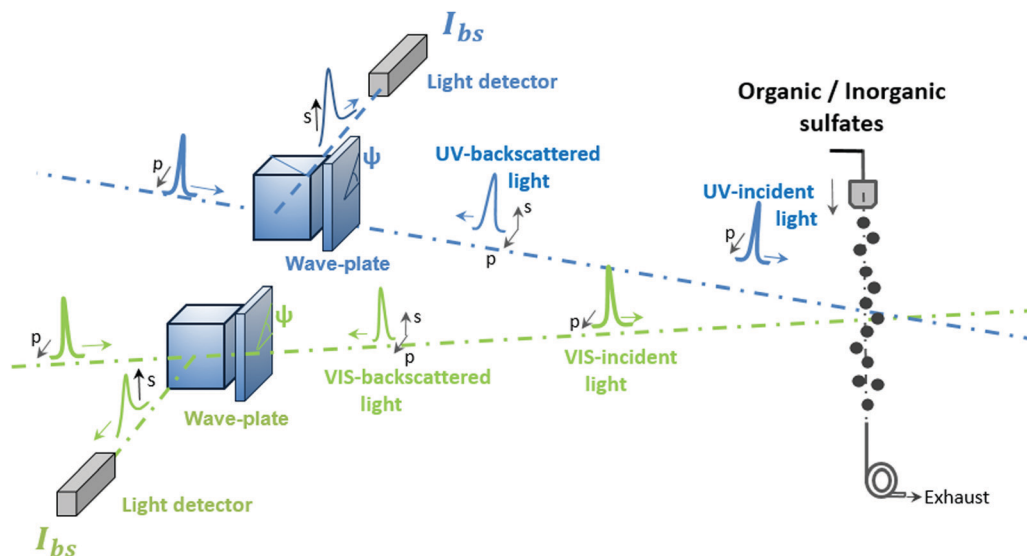 I_bs
Light detector
s
Organic / Inorganic
sulfates
p
ψ
UV-backscattered
light
UV-incident
light
s
p
p
Wave-plate
ψ
p
s
p
p
VIS-backscattered
light
VIS-incident
light
s
Wave-plate
Light detector
Exhaust
I_bs